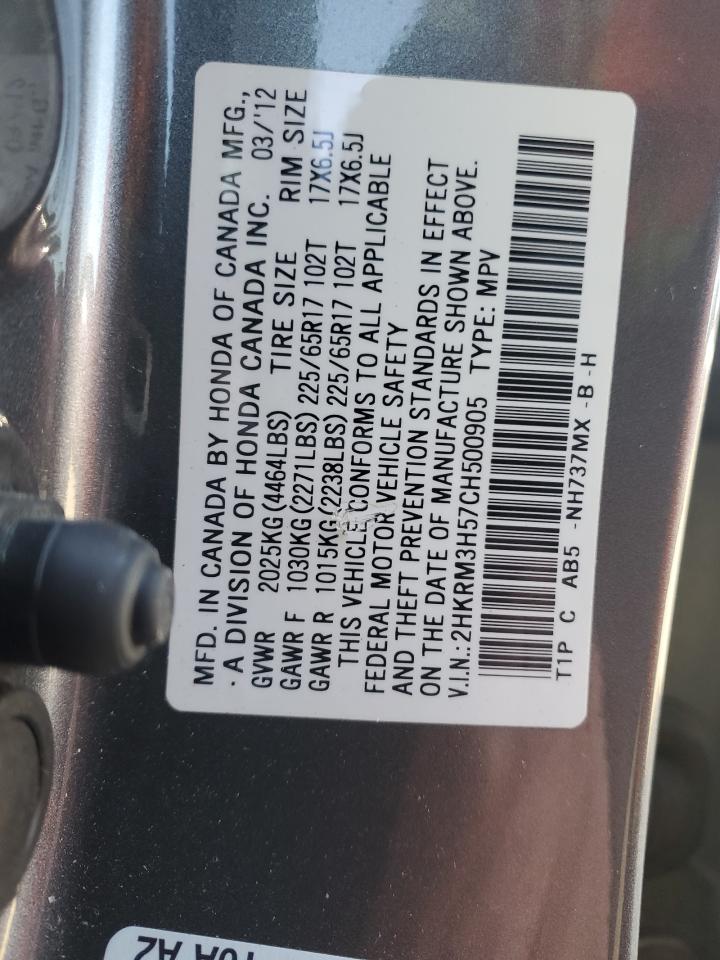 MFD. IN CANADA BY HONDA OF CANADA MFG.,
· A DIVISION OF HONDA CANADA INC. 03/'12
GVWR 2025KG(4464LBS) TIRE SIZE RIM SIZE
GAWR F 1030KG(2271LBS) 225/65R17 102T 17X6.5J
GAWR R 1015KG(2238LBS) 225/65R17 102T 17X6.5J
THIS VEHICLE CONFORMS TO ALL APPLICABLE
FEDERAL MOTOR VEHICLE SAFETY
AND THEFT PREVENTION STANDARDS IN EFFECT
ON THE DATE OF MANUFACTURE SHOWN ABOVE.
V.I.N.:2HKRM3H57CH500905 TYPE: MPV
T1P C AB5 -NH737MX -B-H